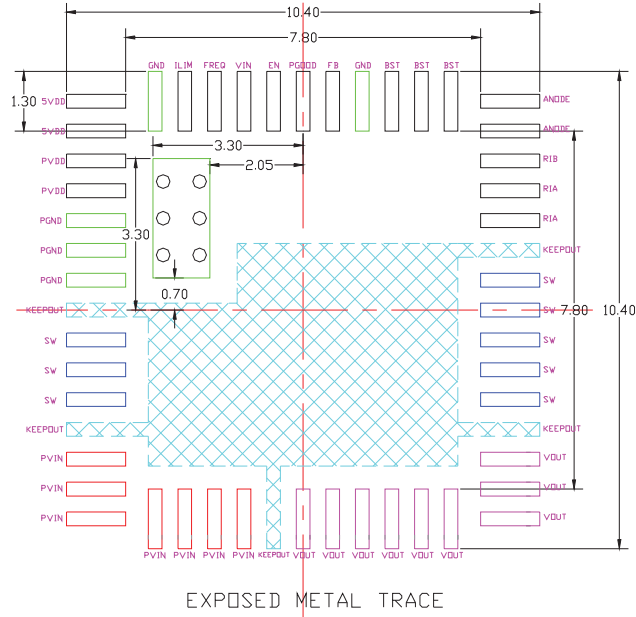 10.40
7.80
GND ILIM FREQ VIN EN PGOOD FB GND BST BST BST
1.30
5VDD
ANODE
5VDD
ANODE
3.30
PVDD
RIB
2.05
PVDD
RIA
PGND
RIA
3.30
PGND
KEEPOUT
PGND
SW
0.70
KEEPOUT
SW
7.80
10.40
SW
SW
SW
SW
SW
SW
KEEPOUT
KEEPOUT
PVIN
VOUT
PVIN
VOUT
PVIN
VOUT
PVIN PVIN PVIN PVIN KEEPOUT VOUT VOUT VOUT VOUT VOUT VOUT
EXPOSED METAL TRACE